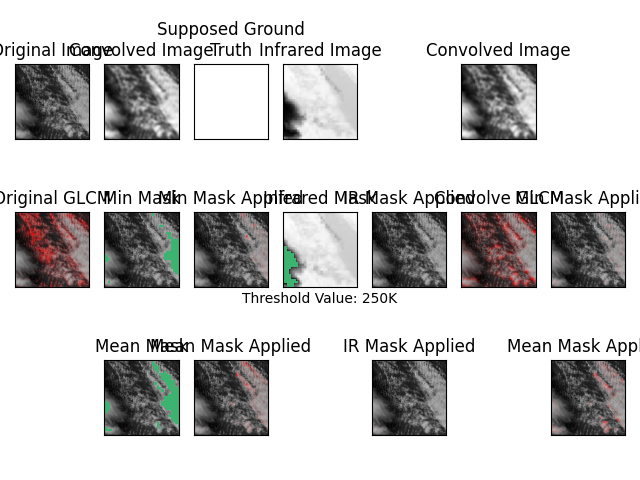 Supposed Ground
Original Image Convolved Image Truth Infrared Image Convolved Image
Original GLCM Min Mask Min Mask Applied Infrared Mask IR Mask Applied Convolve GLCM Min Mask Appli
Threshold Value: 250K
Mean Mask Mean Mask Applied IR Mask Applied Mean Mask Appl